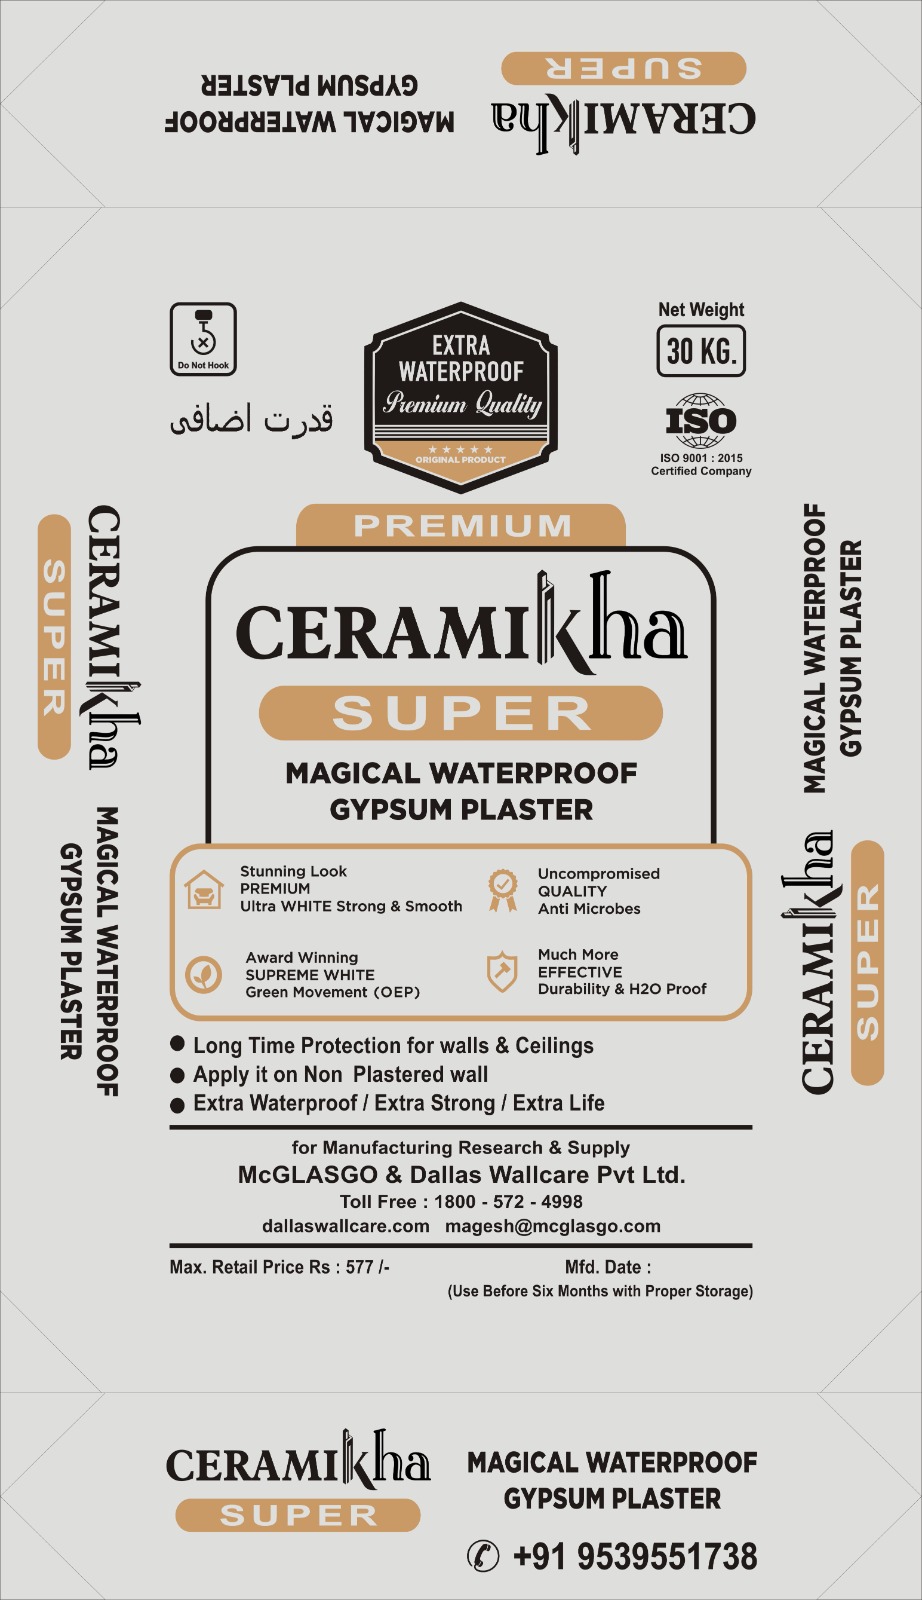 MAGICAL WATERPROOF
GYPSUM PLASTER
CERAMIkha
SUPER
Do Not Hook
قدرت اضافی
EXTRA
WATERPROOF
Premium Quality
ORIGINAL PRODUCT
Net Weight
30 KG.
ISO
ISO 9001 : 2015
Certified Company
PREMIUM
CERAMIkha
SUPER
MAGICAL WATERPROOF
GYPSUM PLASTER
CERAMIkha
SUPER
MAGICAL WATERPROOF
GYPSUM PLASTER
CERAMIkha
SUPER
MAGICAL WATERPROOF
GYPSUM PLASTER
Stunning Look
PREMIUM
Ultra WHITE Strong & Smooth
Uncompromised
QUALITY
Anti Microbes
Award Winning
SUPREME WHITE
Green Movement (OEP)
Much More
EFFECTIVE
Durability & H2O Proof
● Long Time Protection for walls & Ceilings
● Apply it on Non Plastered wall
● Extra Waterproof / Extra Strong / Extra Life
for Manufacturing Research & Supply
McGLASGO & Dallas Wallcare Pvt Ltd.
Toll Free : 1800 - 572 - 4998
dallaswallcare.com magesh@mcglasgo.com
Max. Retail Price Rs : 577 /-
Mfd. Date :
(Use Before Six Months with Proper Storage)
CERAMIkha
SUPER
MAGICAL WATERPROOF
GYPSUM PLASTER
+91 9539551738